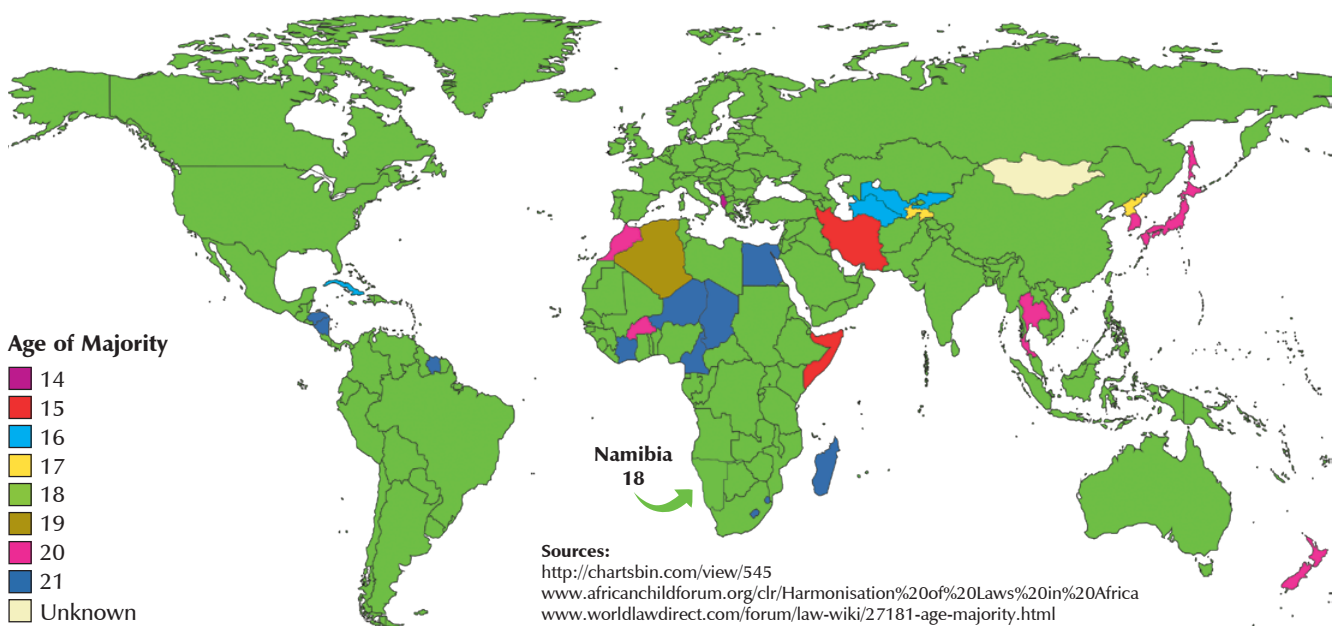 Age of Majority
14
15
16
17
18
19
20
21
Unknown
Namibia
18
Sources:
http://chartsbin.com/view/545
www.africanchildforum.org/clr/Harmonisation%20of%20Laws%20in%20Africa
www.worldlawdirect.com/forum/law-wiki/27181-age-majority.html